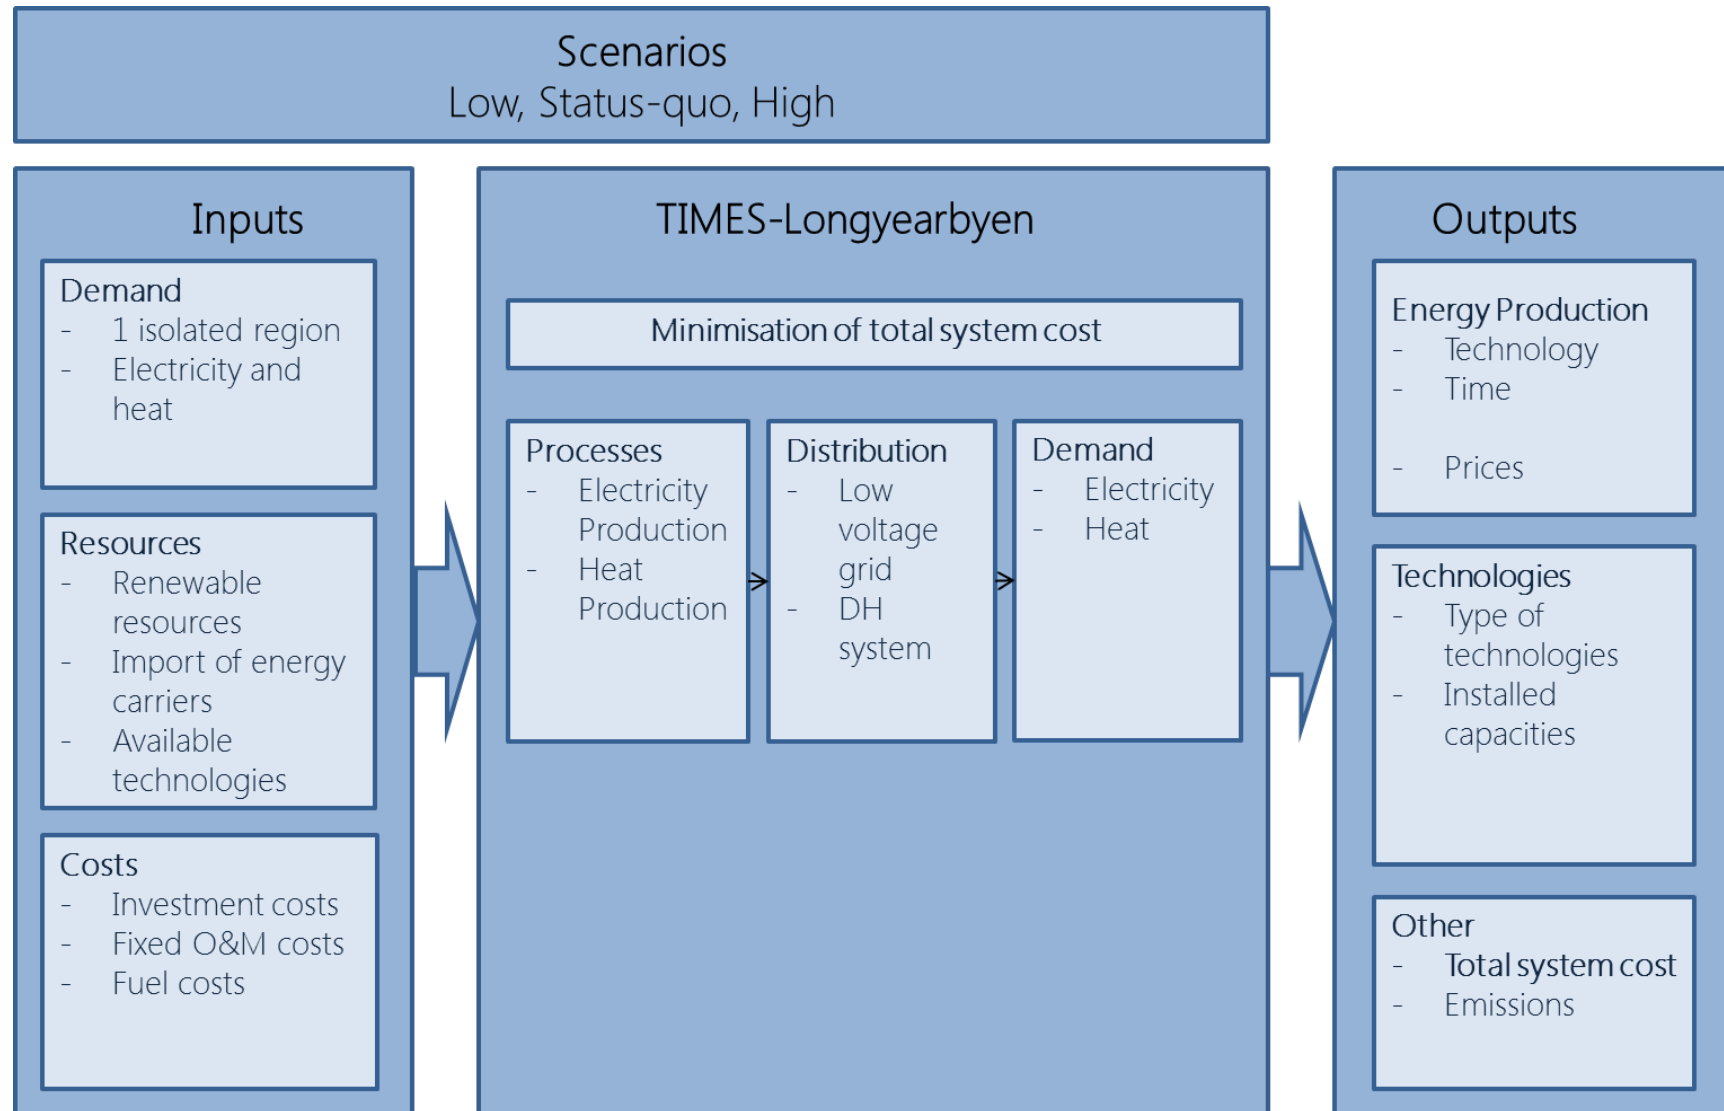 Scenarios
Low, Status-quo, High
Inputs
Demand
- 1 isolated region
- Electricity and
heat
Resources
- Renewable
resources
- Import of energy
carriers
- Available
technologies
Costs
- Investment costs
- Fixed O&M costs
- Fuel costs
TIMES-Longyearbyen
Minimisation of total system cost
Processes
- Electricity
Production
- Heat
Production
Distribution
- Low
voltage
grid
- DH
system
Demand
- Electricity
- Heat
Outputs
Energy Production
- Technology
- Time
- Prices
Technologies
- Type of
technologies
- Installed
capacities
Other
- Total system cost
- Emissions